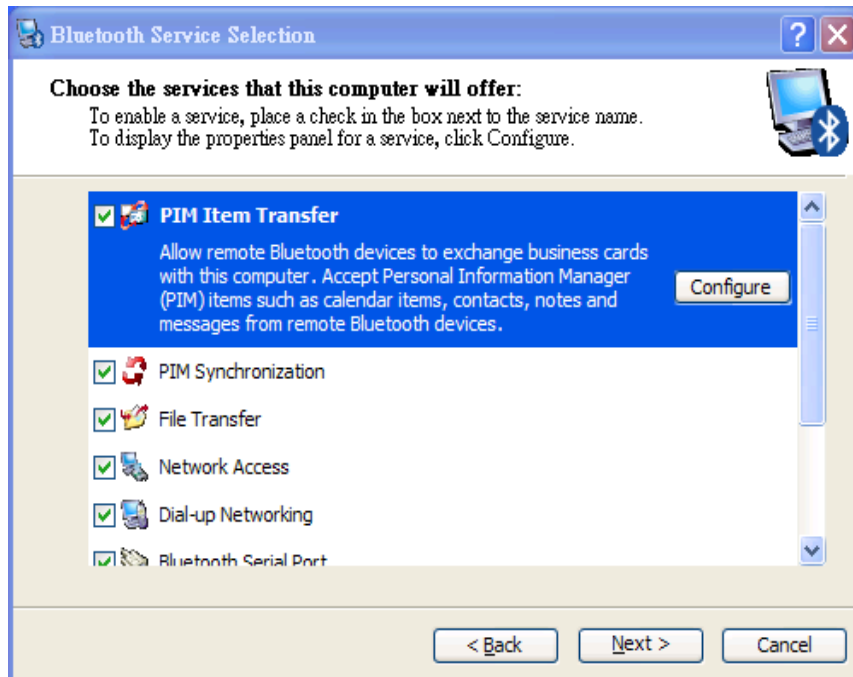 Bluetooth Service Selection
?
Choose the services that this computer will offer:
To enable a service, place a check in the box next to the service name.
To display the properties panel for a service, click Configure.
PIM Item Transfer
Allow remote Bluetooth devices to exchange business cards
with this computer. Accept Personal Information Manager
(PIM) items such as calendar items, contacts, notes and
messages from remote Bluetooth devices.
Configure
PIM Synchronization
File Transfer
Network Access
Dial-up Networking
Bluetooth Serial Port
< Back
Next >
Cancel